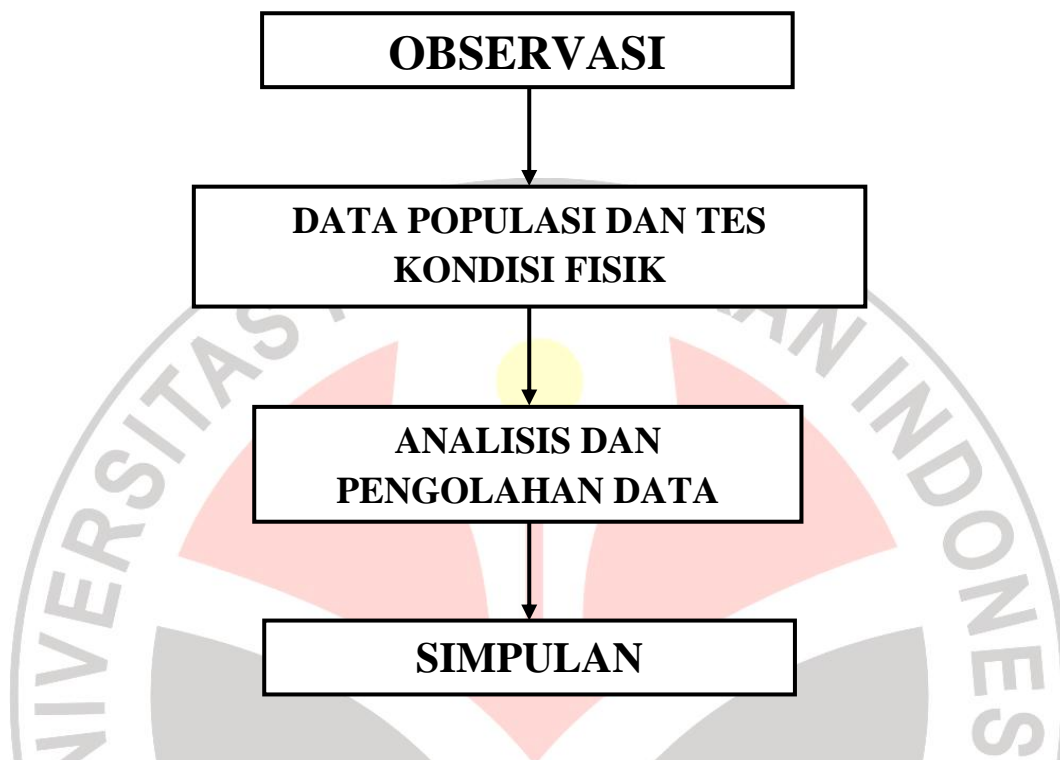 OBSERVASI
DATA POPULASI DAN TES
KONDISI FISIK
ANALISIS DAN
PENGOLAHAN DATA
SIMPULAN